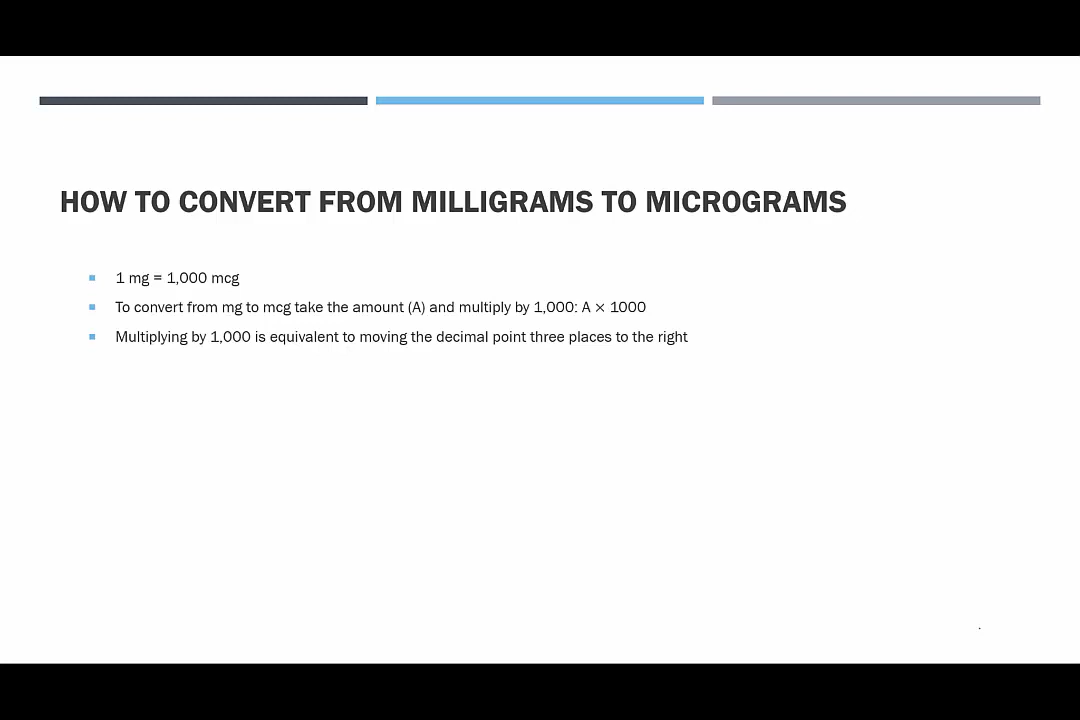 HOW TO CONVERT FROM MILLIGRAMS TO MICROGRAMS
1 mg = 1,000 mcg
To convert from mg to mcg take the amount (A) and multiply by 1,000: A × 1000
Multiplying by 1,000 is equivalent to moving the decimal point three places to the right
.